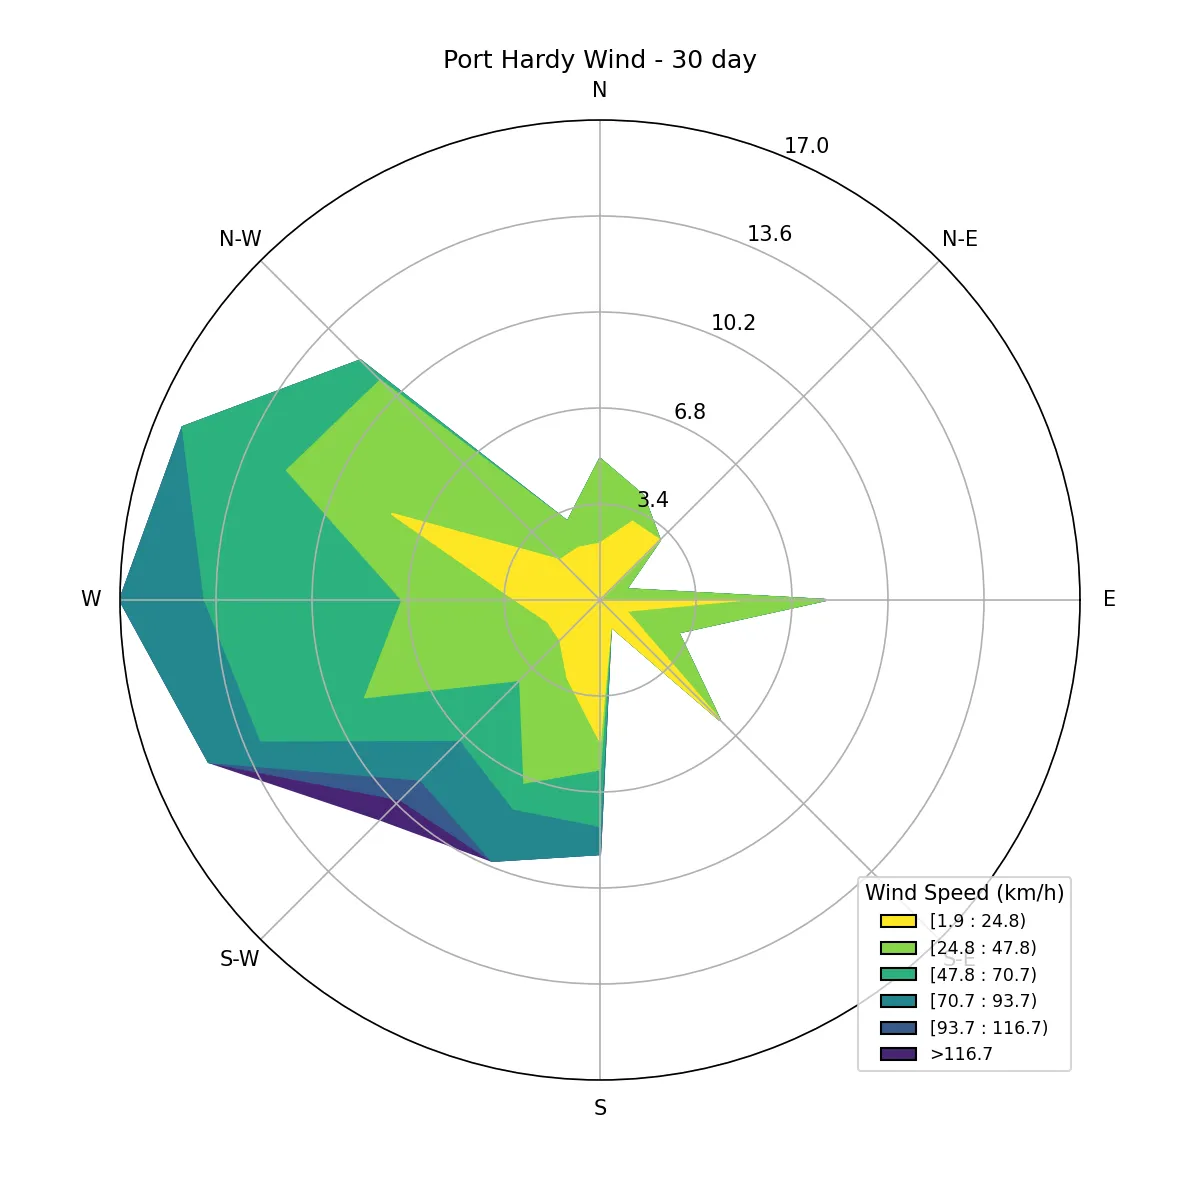 Port Hardy Wind - 30 day
N
17.0
N-W
N-E
13.6
10.2
6.8
3.4
W
E
S-W
S-E
S
Wind Speed (km/h)
[1.9 : 24.8)
[24.8 : 47.8)
[47.8 : 70.7)
[70.7 : 93.7)
[93.7 : 116.7)
>116.7